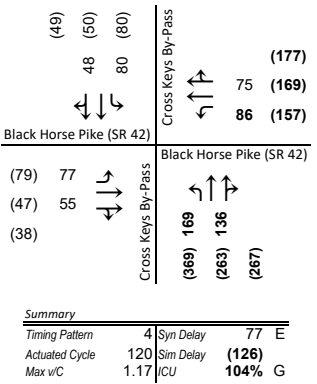 (49) (50) (80)
48 80
Cross Keys By-Pass
(177)
75 (169)
86 (157)
Black Horse Pike (SR 42)
Black Horse Pike (SR 42)
(79) 77
(47) 55
(38)
Cross Keys By-Pass
169 136
(369) (263) (267)
Summary
Timing Pattern 4 Syn Delay 77 E
Actuated Cycle 120 Sim Delay (126)
Max v/C 1.17 ICU 104% G